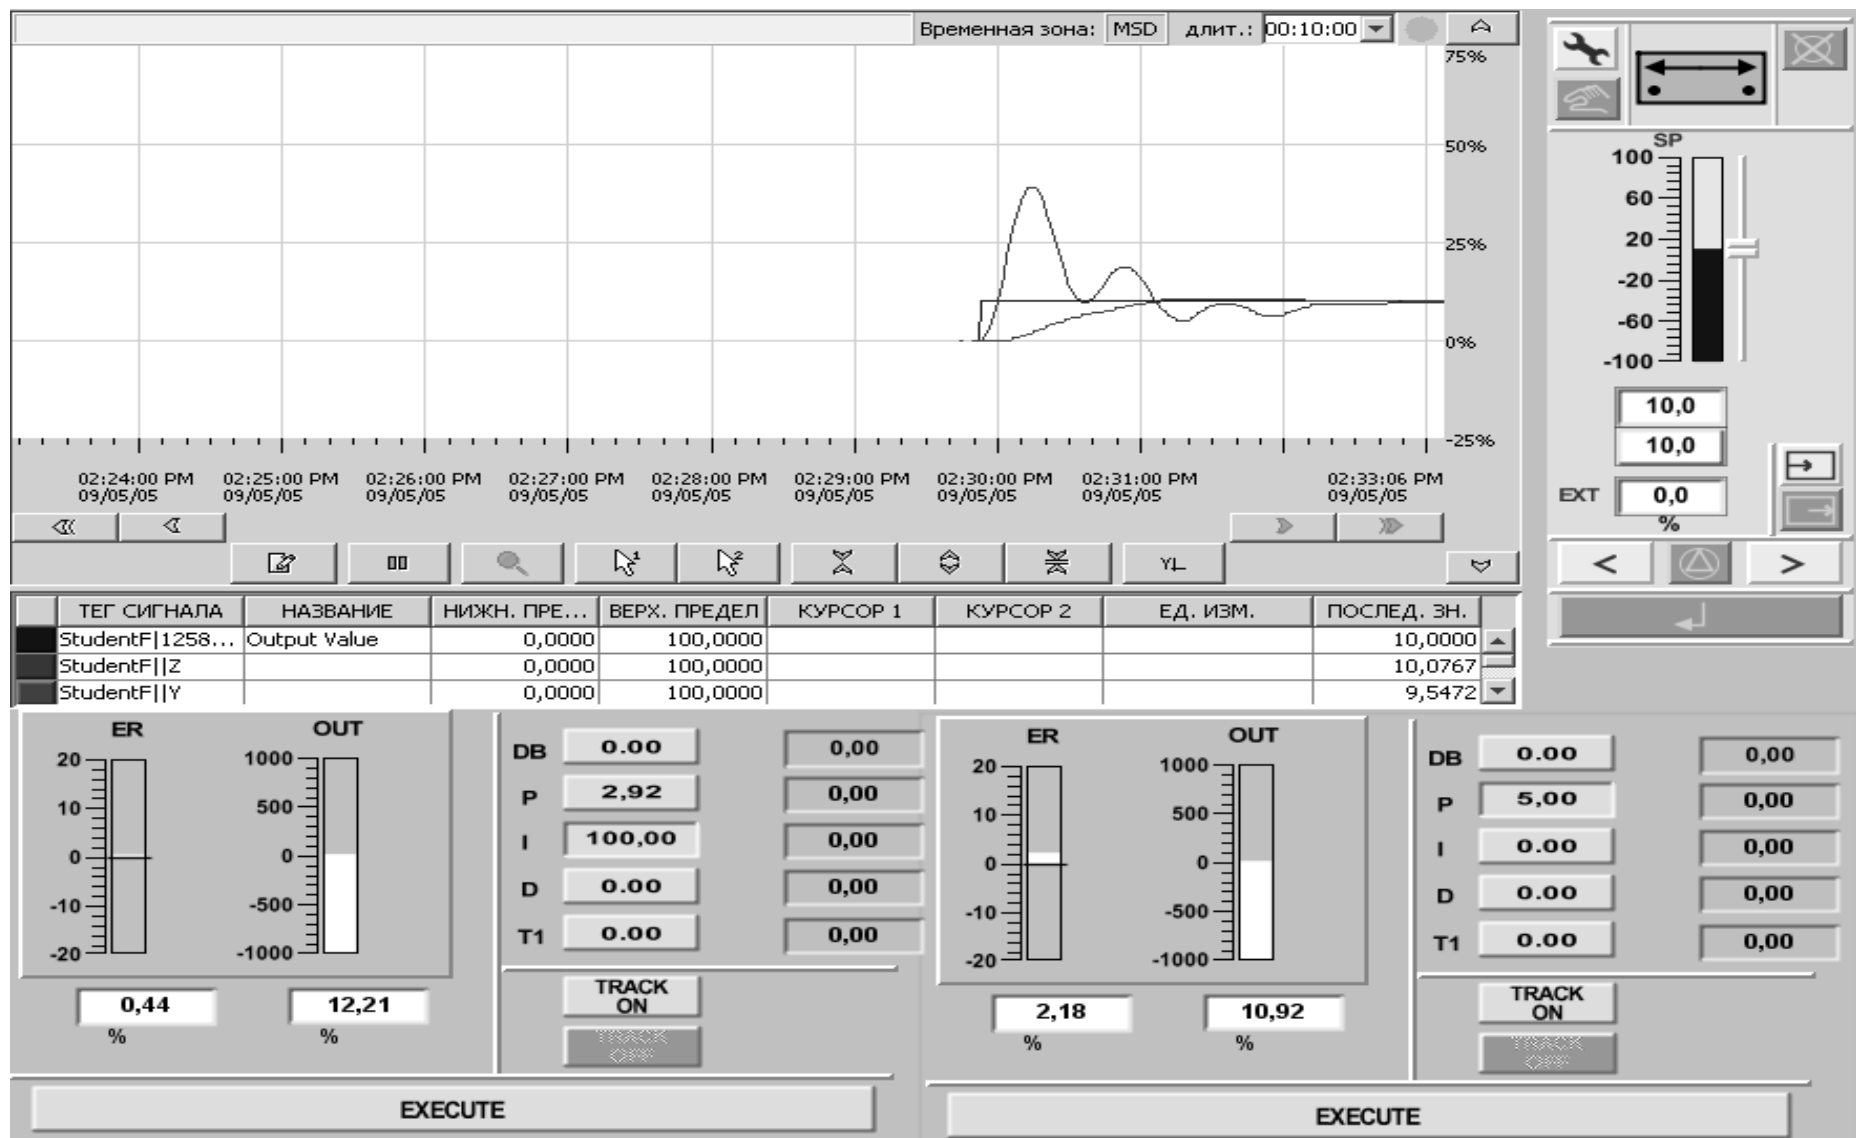 Временная зона: MSD длит.: 00:10:00
75%
50%
25%
0%
-25%
02:24:00 PM 02:25:00 PM 02:26:00 PM 02:27:00 PM 02:28:00 PM 02:29:00 PM 02:30:00 PM 02:31:00 PM 02:33:06 PM
09/05/05 09/05/05 09/05/05 09/05/05 09/05/05 09/05/05 09/05/05 09/05/05 09/05/05
1 2 Y
SP
100
60
20
-20
-60
-100
10,0
10,0
EXT 0,0
%
< >
ТЕГ СИГНАЛА НАЗВАНИЕ НИЖН. ПРЕ... ВЕРХ. ПРЕДЕЛ КУРСОР 1 КУРСОР 2 ЕД. ИЗМ. ПОСЛЕД. ЗН.
StudentF|1258... Output Value 0,0000 100,0000 10,0000
StudentF||Z 0,0000 100,0000 10,0767
StudentF||Y 0,0000 100,0000 9,5472
ER OUT
20 1000
10 500
0 0
-10 -500
-20 -1000
0,44 12,21
% %
DB 0.00 0,00
P 2,92 0,00
I 100,00 0,00
D 0.00 0,00
T1 0.00 0,00
TRACK
ON
TRACK
OFF
EXECUTE
ER OUT
20 1000
10 500
0 0
-10 -500
-20 -1000
2,18 10,92
% %
DB 0.00 0,00
P 5,00 0,00
I 0.00 0,00
D 0.00 0,00
T1 0.00 0,00
TRACK
ON
TRACK
OFF
EXECUTE